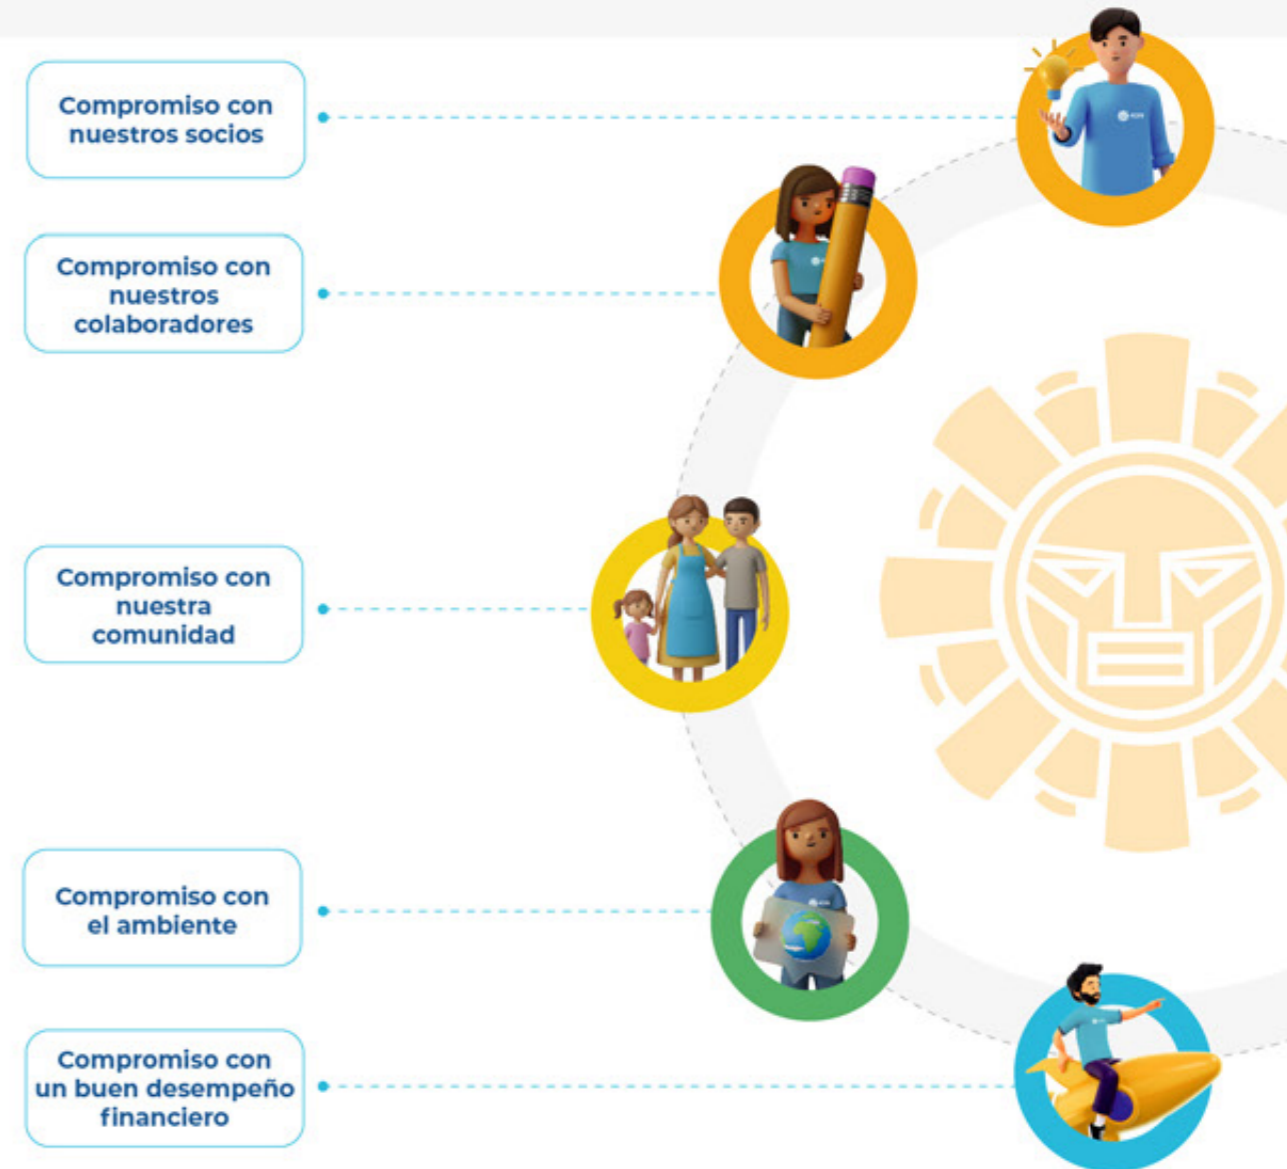 Compromiso con
nuestros socios
Compromiso con
nuestros
colaboradores
Compromiso con
nuestra
comunidad
Compromiso con
el ambiente
Compromiso con
un buen desempeño
financiero